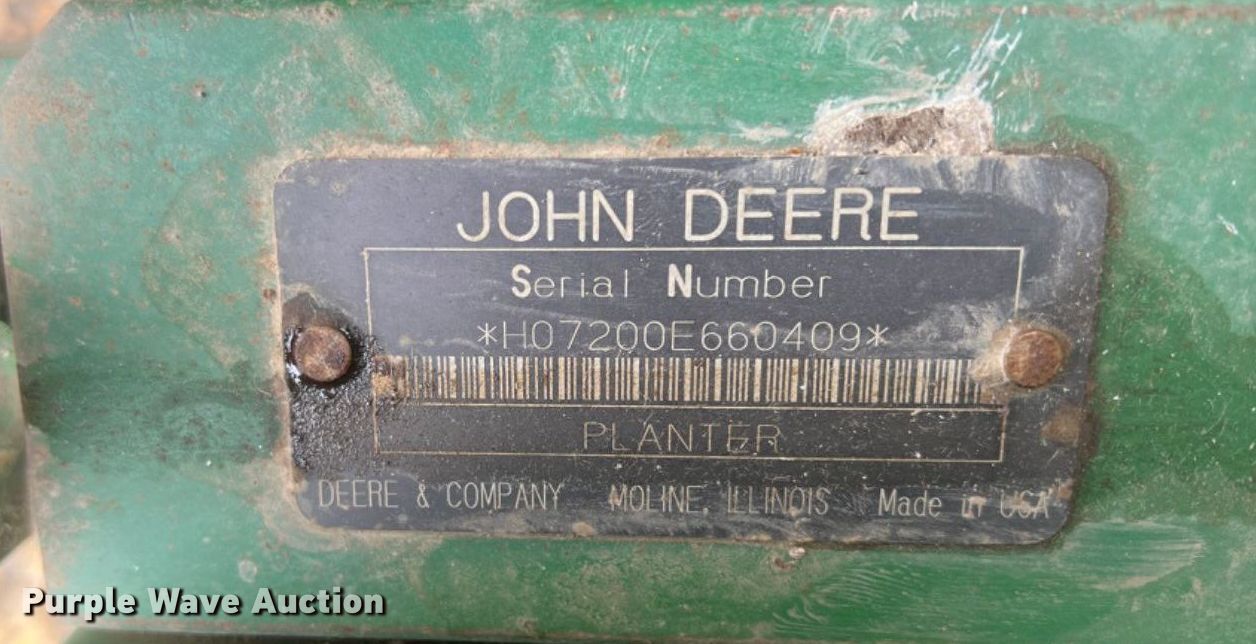 JOHN DEERE
Serial Number
*H07200E660409*
PLANTER
DEERE & COMPANY MOLINE, ILLINOIS Made in USA
Purple Wave Auction